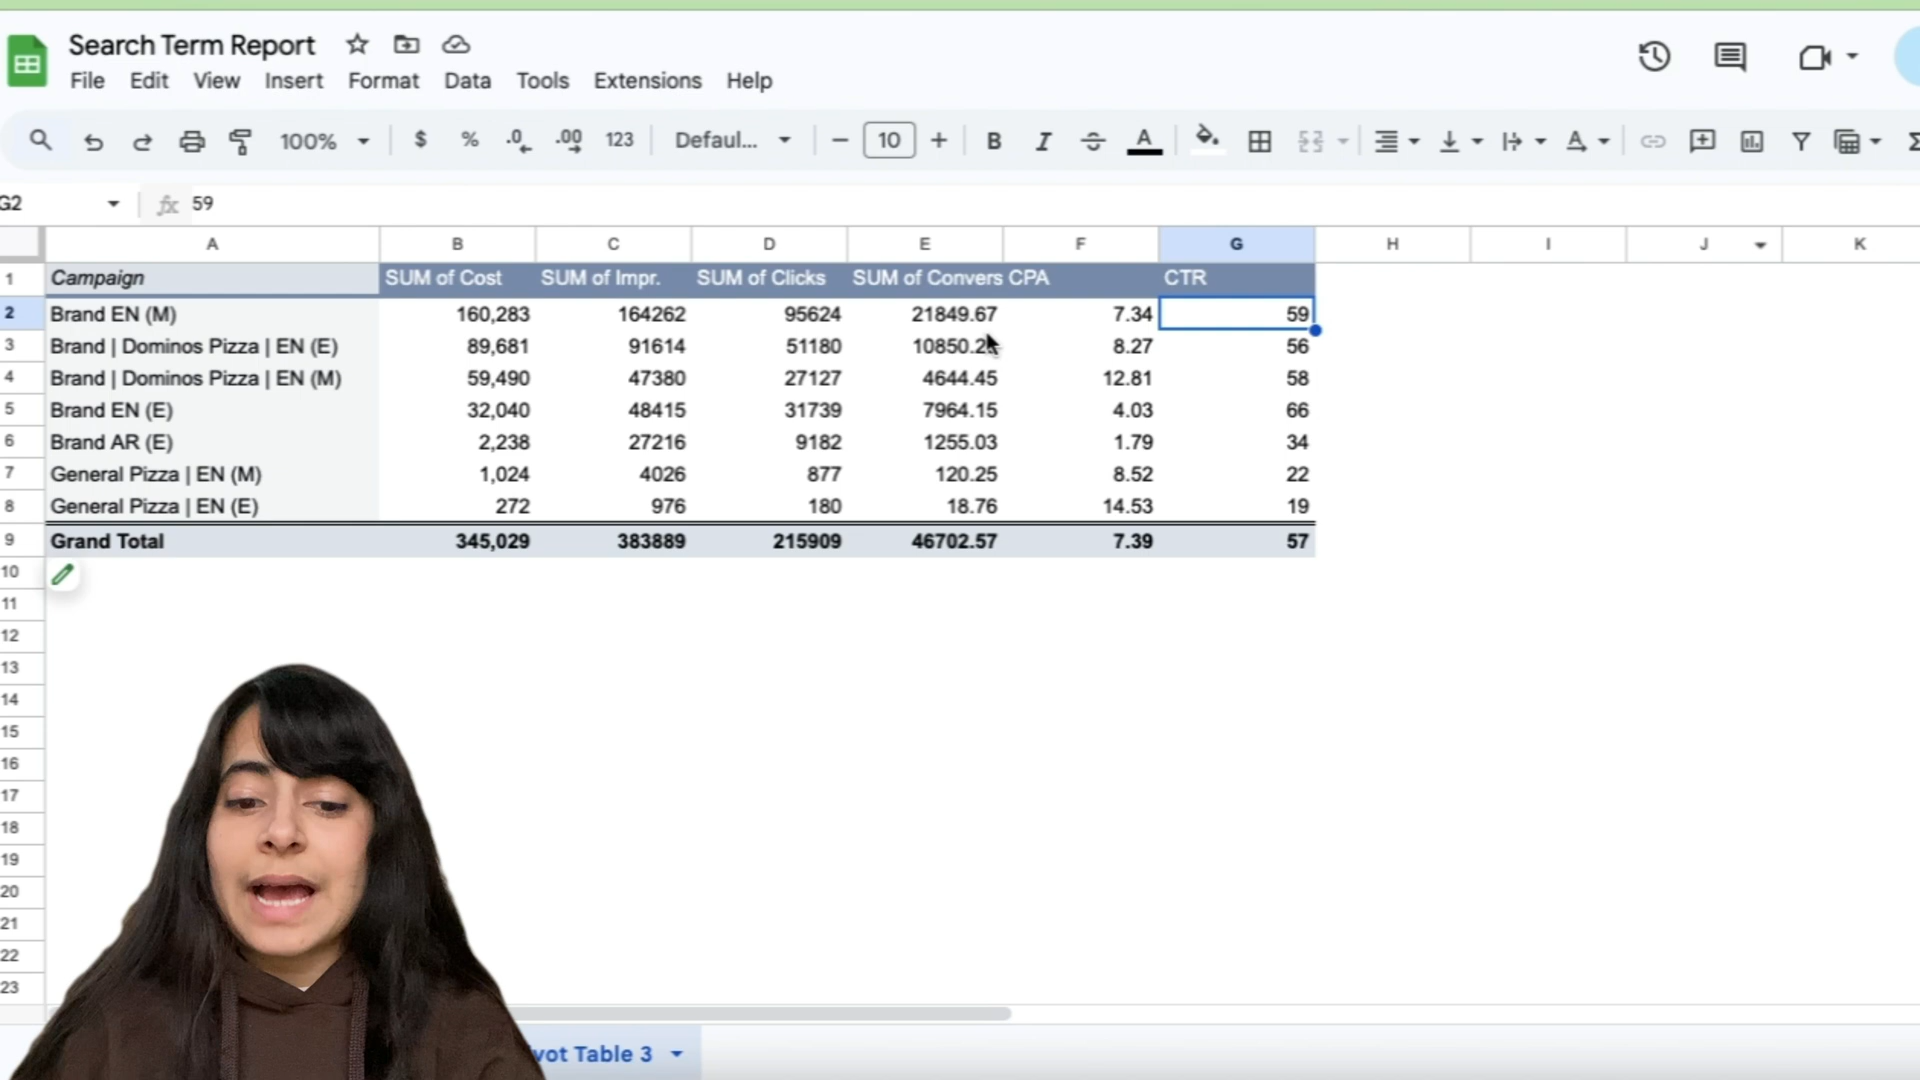 Search Term Report
File Edit View Insert Format Data Tools Extensions Help
100% $ % .0 .00 123 Defaul... 10 B I A
G2 fx 59
A B C D E F G H I J K
1 Campaign SUM of Cost SUM of Impr. SUM of Clicks SUM of Convers CPA CTR
2 Brand EN (M) 160,283 164262 95624 21849.67 7.34 59
3 Brand | Dominos Pizza | EN (E) 89,681 91614 51180 8.27 56
4 Brand | Dominos Pizza | EN (M) 59,490 47380 27127 4644.45 12.81 58
5 Brand EN (E) 32,040 48415 31739 7964.15 4.03 66
6 Brand AR (E) 2,238 27216 9182 1255.03 1.79 34
7 General Pizza | EN (M) 1,024 4026 877 120.25 8.52 22
8 General Pizza | EN (E) 272 976 180 18.76 14.53 19
9 Grand Total 345,029 383889 215909 46702.57 7.39 57
10
11
12
13
14
15
16
17
18
19
20
21
22
23
Table 3